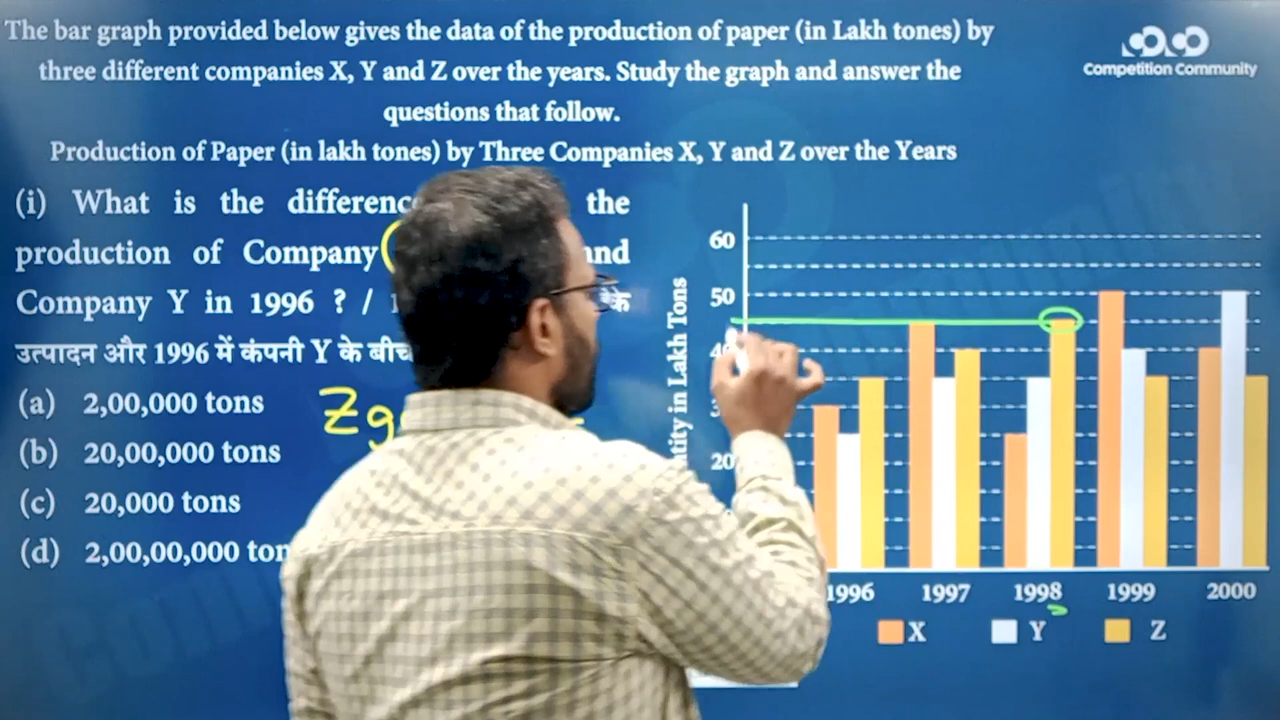 The bar graph provided below gives the data of the production of paper (in Lakh tones) by
three different companies X, Y and Z over the years. Study the graph and answer the
questions that follow.
Production of Paper (in lakh tones) by Three Companies X, Y and Z over the Years
Competition Community
(i) What is the the
production of Company
Company Y in 1996 ? /
उत्पादन और 1996 में कंपनी Y के
(a) 2,00,000 tons
(b) 20,00,000 tons
(c) 20,000 tons
(d) 2,00,00,000
in Lakh Tons
60
50
1996 1997 1998 1999 2000
X Y Z